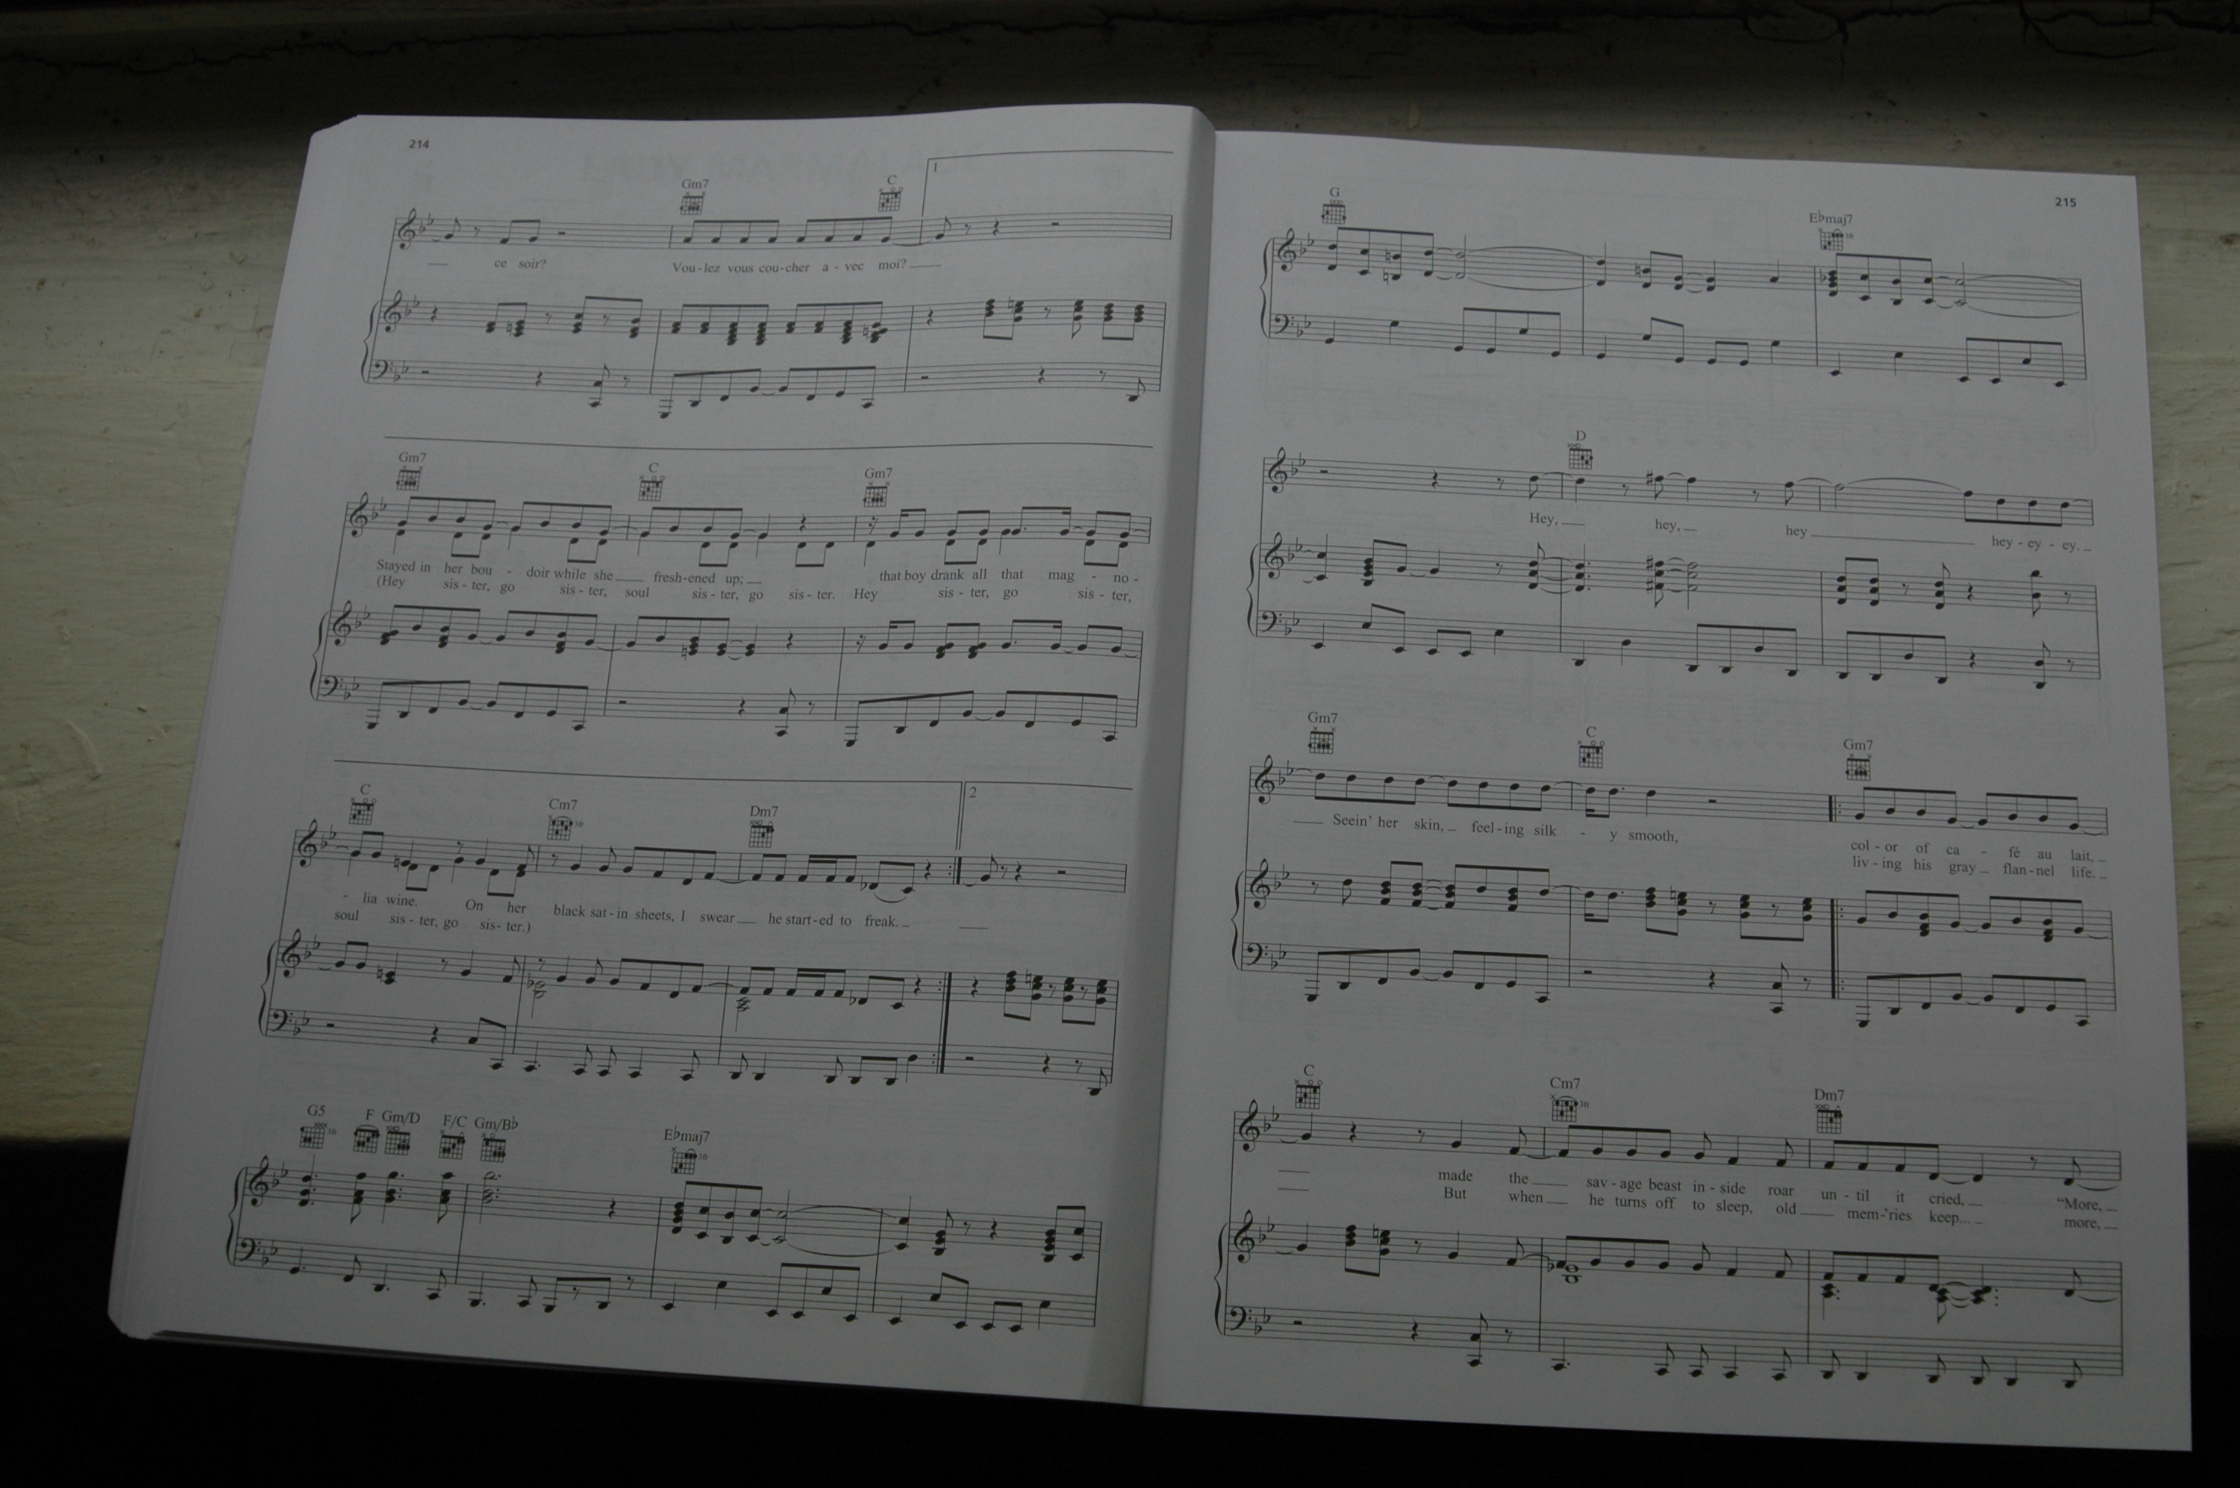 214
1
Gm7 C
ce soir? Vou - lez vous cou - cher a - vec moi?
Gm7 C Gm7
Stayed in her bou - doir while she fresh - ened up; that boy drank all that mag - no -
(Hey sis - ter, go sis - ter, soul sis - ter, go sis - ter. Hey sis - ter, go sis - ter,
2
C Cm7 Dm7
- lia wine. On her black sat - in sheets, I swear he start - ed to freak.
soul sis - ter, go sis - ter.)
G5 F Gm/D F/C Gm/B♭ E♭maj7
215
G E♭maj7
D
Hey, hey, hey hey - ey - ey.
Gm7 C Gm7
Seein' her skin, feel - ing silk - y smooth, col - or of ca - fé au lait,
liv - ing his gray flan - nel life.
C Cm7 Dm7
made the sav - age beast in - side roar un - til it cried, "More,
But when he turns off to sleep, old mem - 'ries keep... more,